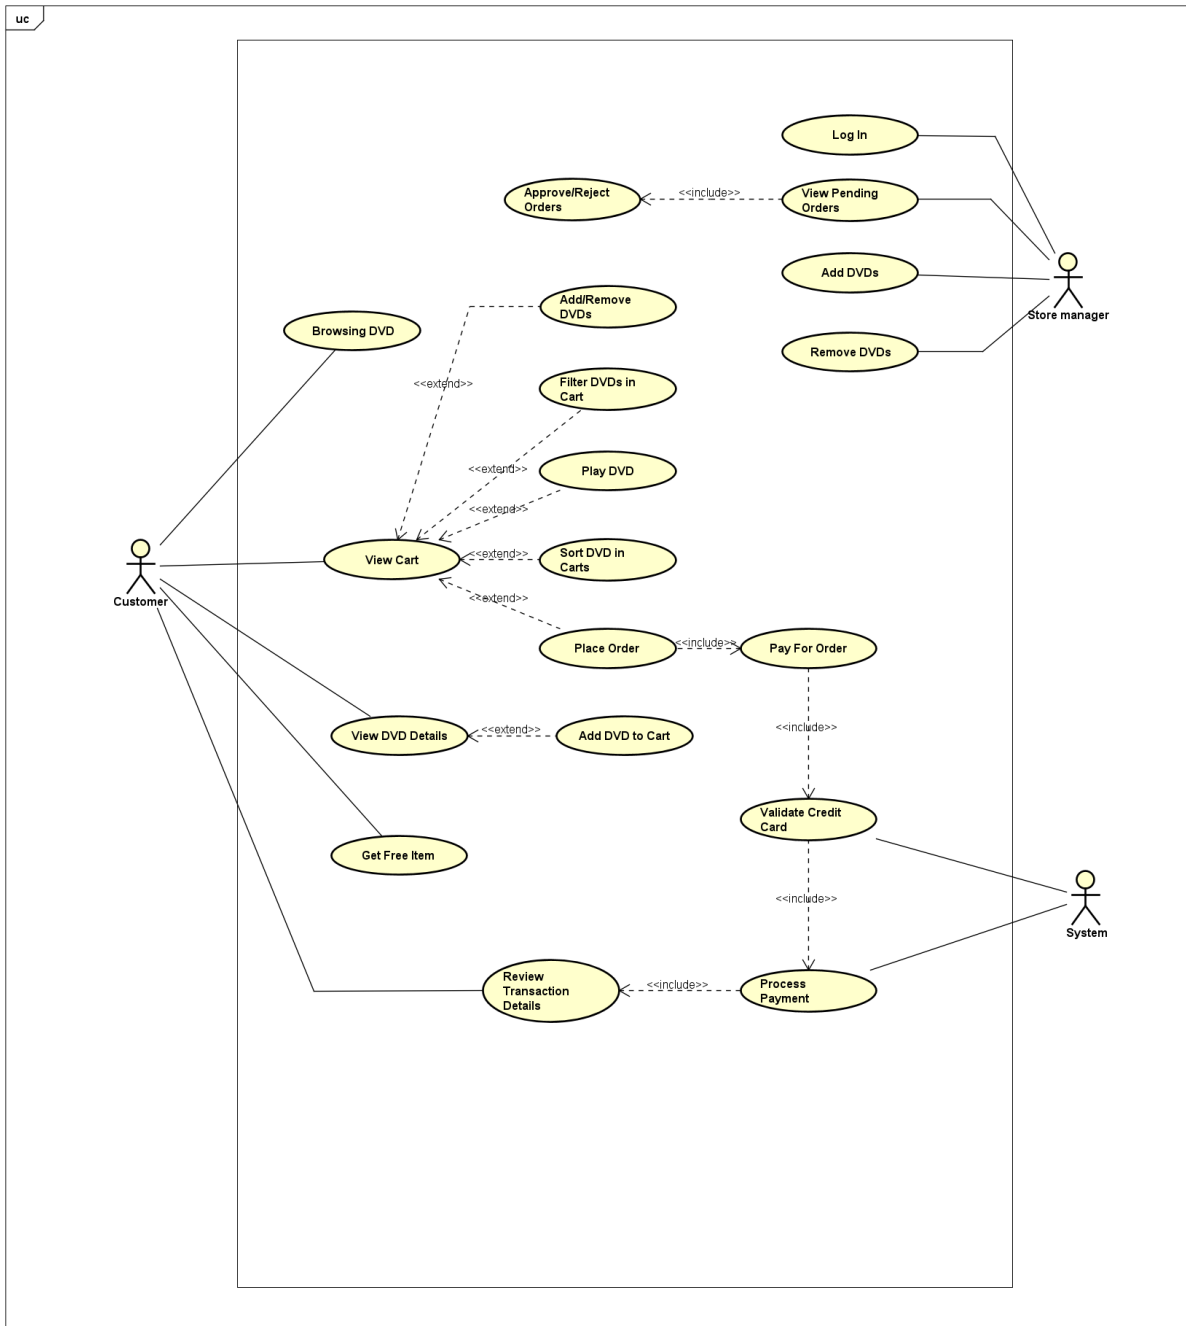 uc
Log In
Approve/Reject
Orders
<<include>>
View Pending
Orders
Add DVDs
Store manager
Add/Remove
DVDs
Browsing DVD
Remove DVDs
<<extend>>
Filter DVDs in
Cart
<<extend>>
Play DVD
<<extend>>
View Cart
<<extend>>
Sort DVD in
Carts
Customer
<<extend>>
Place Order
<<include>>
Pay For Order
View DVD Details
<<extend>>
Add DVD to Cart
<<include>>
Validate Credit
Card
Get Free Item
<<include>>
System
Review
Transaction
Details
<<include>>
Process
Payment